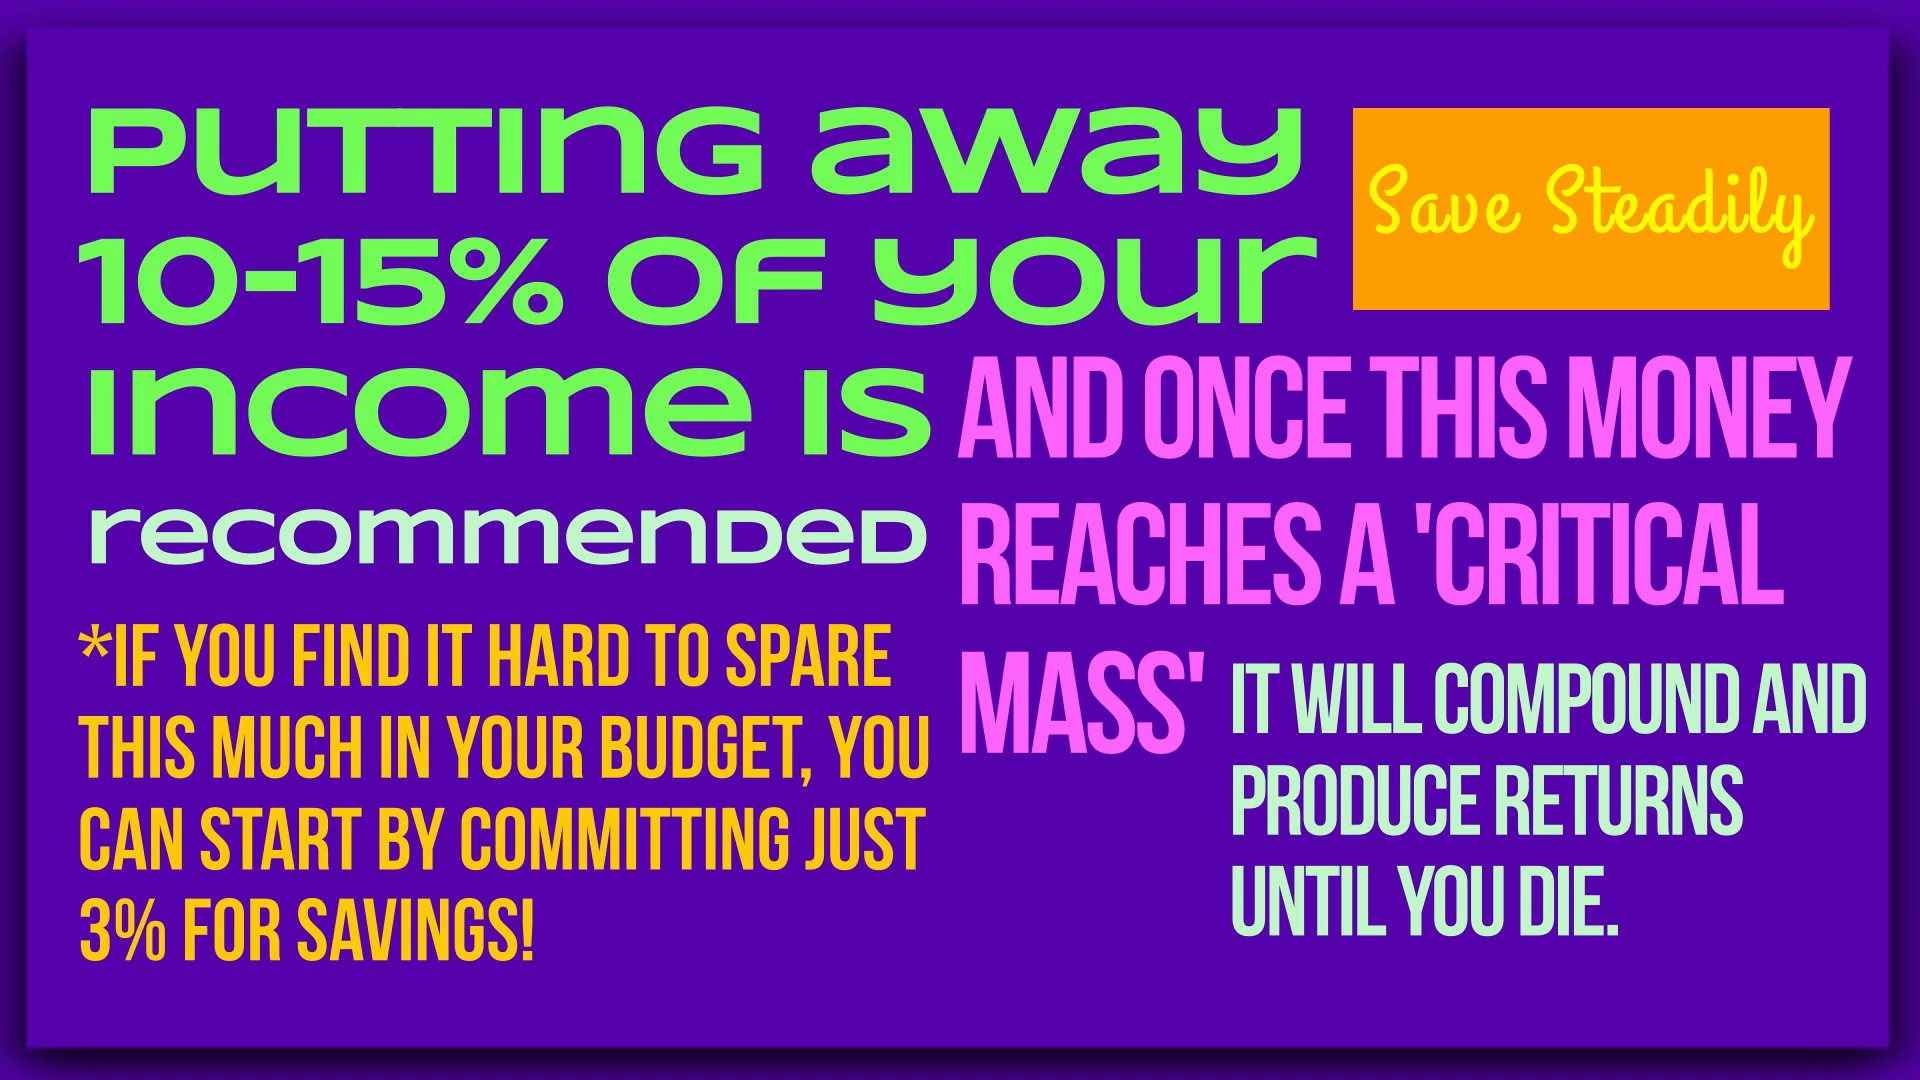 Putting away
10-15% of your
income is
recommended
Save Steadily
*IF YOU FIND IT HARD TO SPARE
THIS MUCH IN YOUR BUDGET, YOU
CAN START BY COMMITTING JUST
3% FOR SAVINGS!
AND ONCE THIS MONEY
REACHES A 'CRITICAL
MASS'
IT WILL COMPOUND AND
PRODUCE RETURNS
UNTIL YOU DIE.